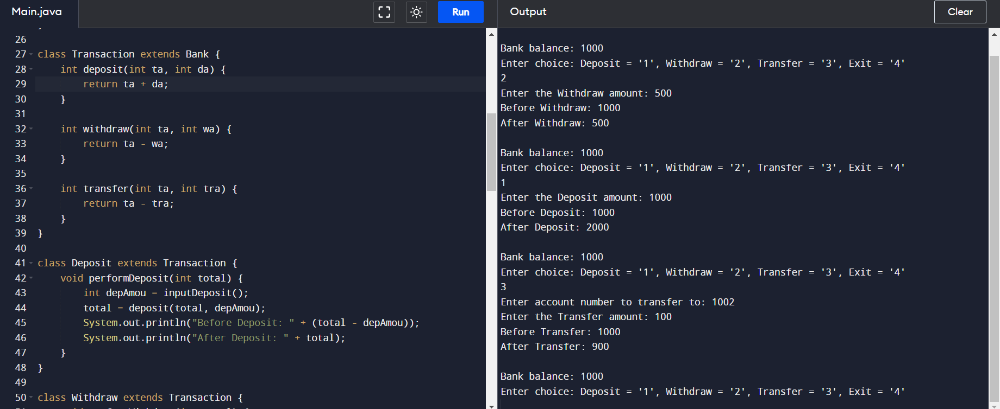 Main.java
Run
26
27 class Transaction extends Bank {
28     int deposit(int ta, int da) {
29         return ta + da;
30     }
31
32     int withdraw(int ta, int wa) {
33         return ta - wa;
34     }
35
36     int transfer(int ta, int tra) {
37         return ta - tra;
38     }
39 }
40
41 class Deposit extends Transaction {
42     void performDeposit(int total) {
43         int depAmou = inputDeposit();
44         total = deposit(total, depAmou);
45         System.out.println("Before Deposit: " + (total - depAmou));
46         System.out.println("After Deposit: " + total);
47     }
48 }
49
50 class Withdraw extends Transaction {
Output
Clear
Bank balance: 1000
Enter choice: Deposit = '1', Withdraw = '2', Transfer = '3', Exit = '4'
2
Enter the Withdraw amount: 500
Before Withdraw: 1000
After Withdraw: 500
Bank balance: 1000
Enter choice: Deposit = '1', Withdraw = '2', Transfer = '3', Exit = '4'
1
Enter the Deposit amount: 1000
Before Deposit: 1000
After Deposit: 2000
Bank balance: 1000
Enter choice: Deposit = '1', Withdraw = '2', Transfer = '3', Exit = '4'
3
Enter account number to transfer to: 1002
Enter the Transfer amount: 100
Before Transfer: 1000
After Transfer: 900
Bank balance: 1000
Enter choice: Deposit = '1', Withdraw = '2', Transfer = '3', Exit = '4'